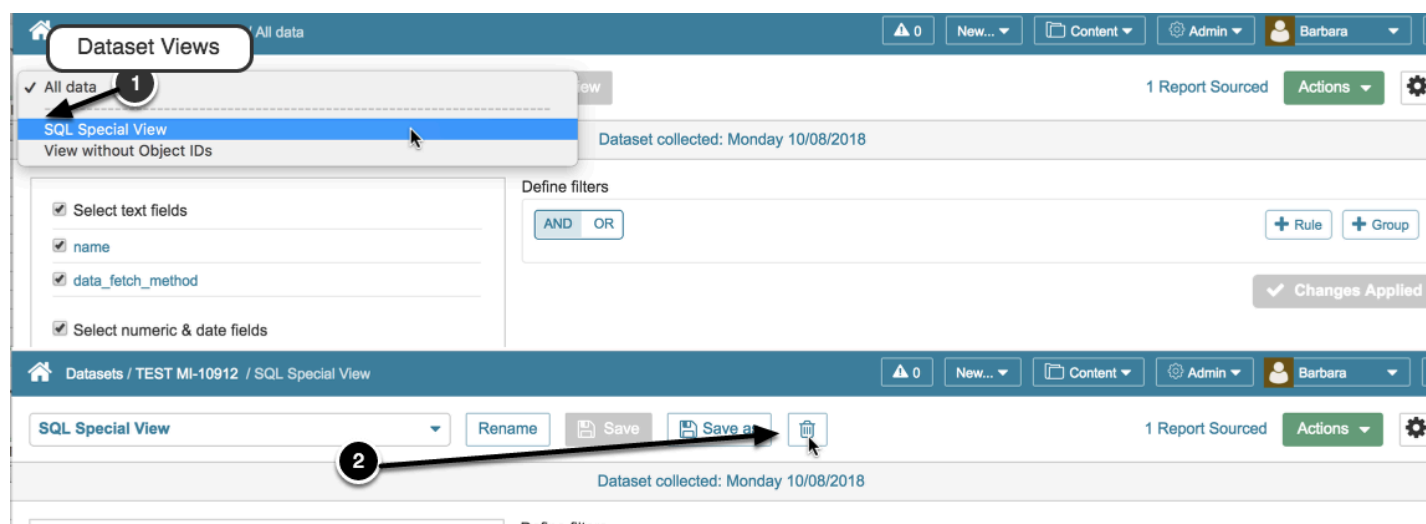 Dataset Views
/ All data
0
New...
Content
Admin
Barbara
✓ All data
1
ew
1 Report Sourced
Actions
SQL Special View
View without Object IDs
Dataset collected: Monday 10/08/2018
Define filters
Select text fields
AND OR
+ Rule
+ Group
name
data_fetch_method
✓ Changes Applied
Select numeric & date fields
Datasets / TEST MI-10912 / SQL Special View
0
New...
Content
Admin
Barbara
SQL Special View
Rename
Save
Save as
1 Report Sourced
Actions
2
Dataset collected: Monday 10/08/2018